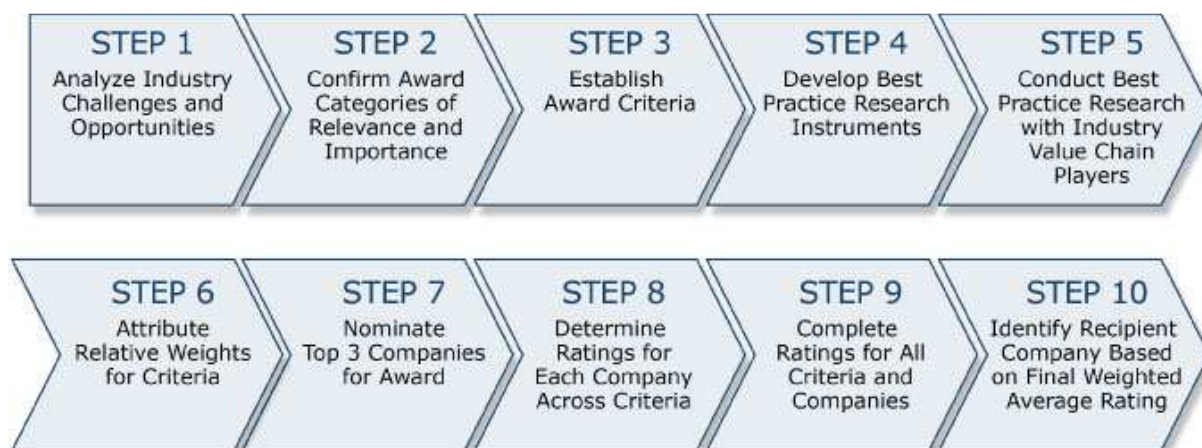 STEP 1
Analyze Industry
Challenges and
Opportunities
STEP 2
Confirm Award
Categories of
Relevance and
Importance
STEP 3
Establish
Award Criteria
STEP 4
Develop Best
Practice Research
Instruments
STEP 5
Conduct Best
Practice Research
with Industry
Value Chain
Players
STEP 6
Attribute
Relative Weights
for Criteria
STEP 7
Nominate
Top 3 Companies
for Award
STEP 8
Determine
Ratings for
Each Company
Across Criteria
STEP 9
Complete
Ratings for All
Criteria and
Companies
STEP 10
Identify Recipient
Company Based
on Final Weighted
Average Rating